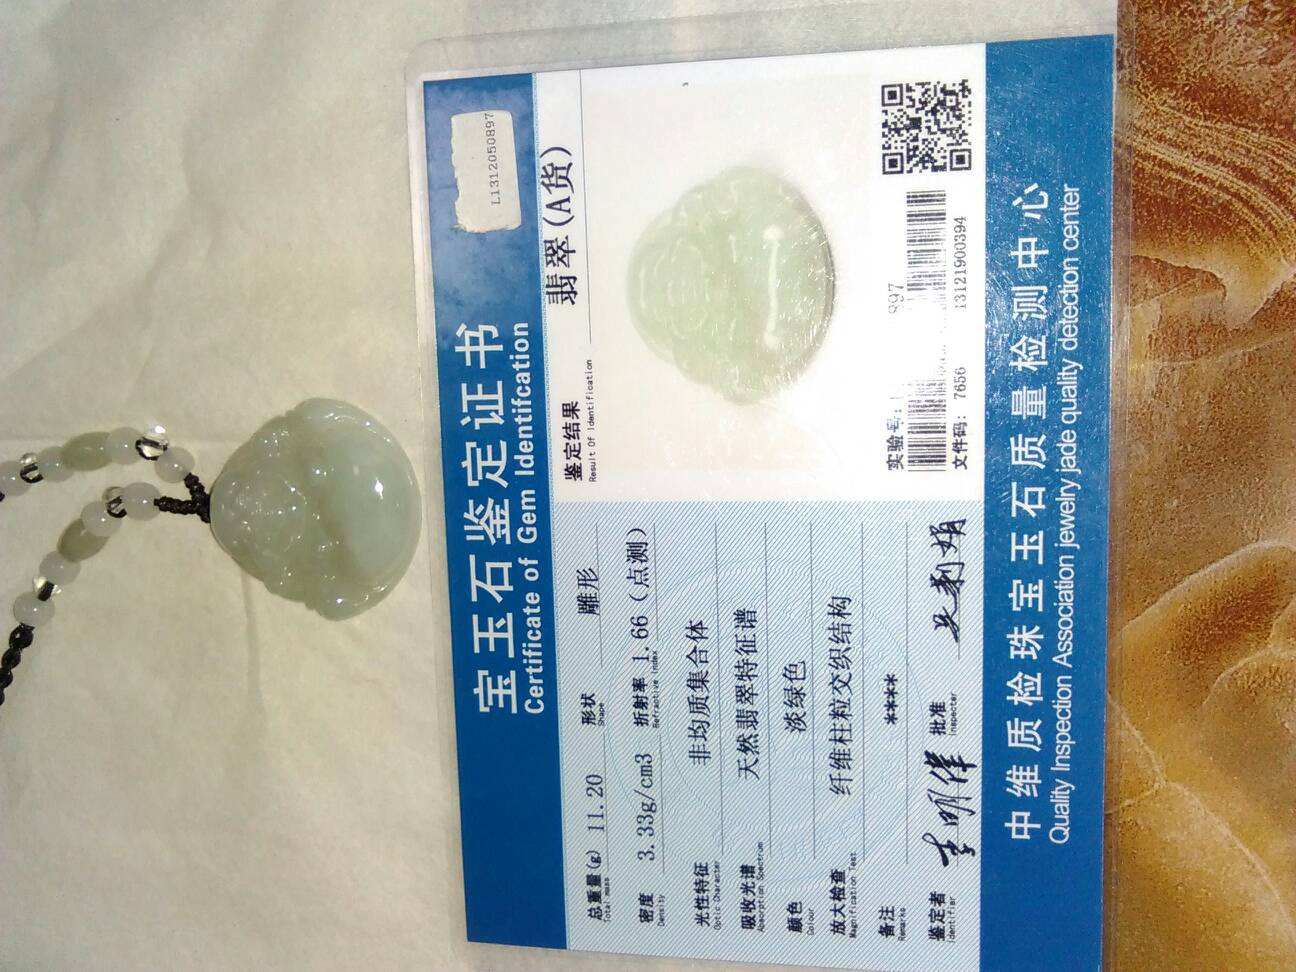 L1312050897
宝玉石鉴定证书
Certificate of Gem Identifcation
总重量(g) 11.20 形状 雕形
Total mass Shape
密度 3.33g/cm3 折射率 1.66(点测)
Density Refractive Index
光性特征 非均质集合体
Optic Character
吸收光谱 天然翡翠特征谱
Absorption Spectrum
颜色 淡绿色
Colour
放大检查 纤维柱粒交织结构
Magnification Test
备注 ****
Remarks
鉴定者 李明伟 批准
Identifier Inspecter
鉴定结果 翡翠(A货)
Result Of Identification
实验号: 897
文件码: 7656 13121900394
中维质检珠宝玉石质量检测中心
Quality Inspection Association jewelry jade quality detection center